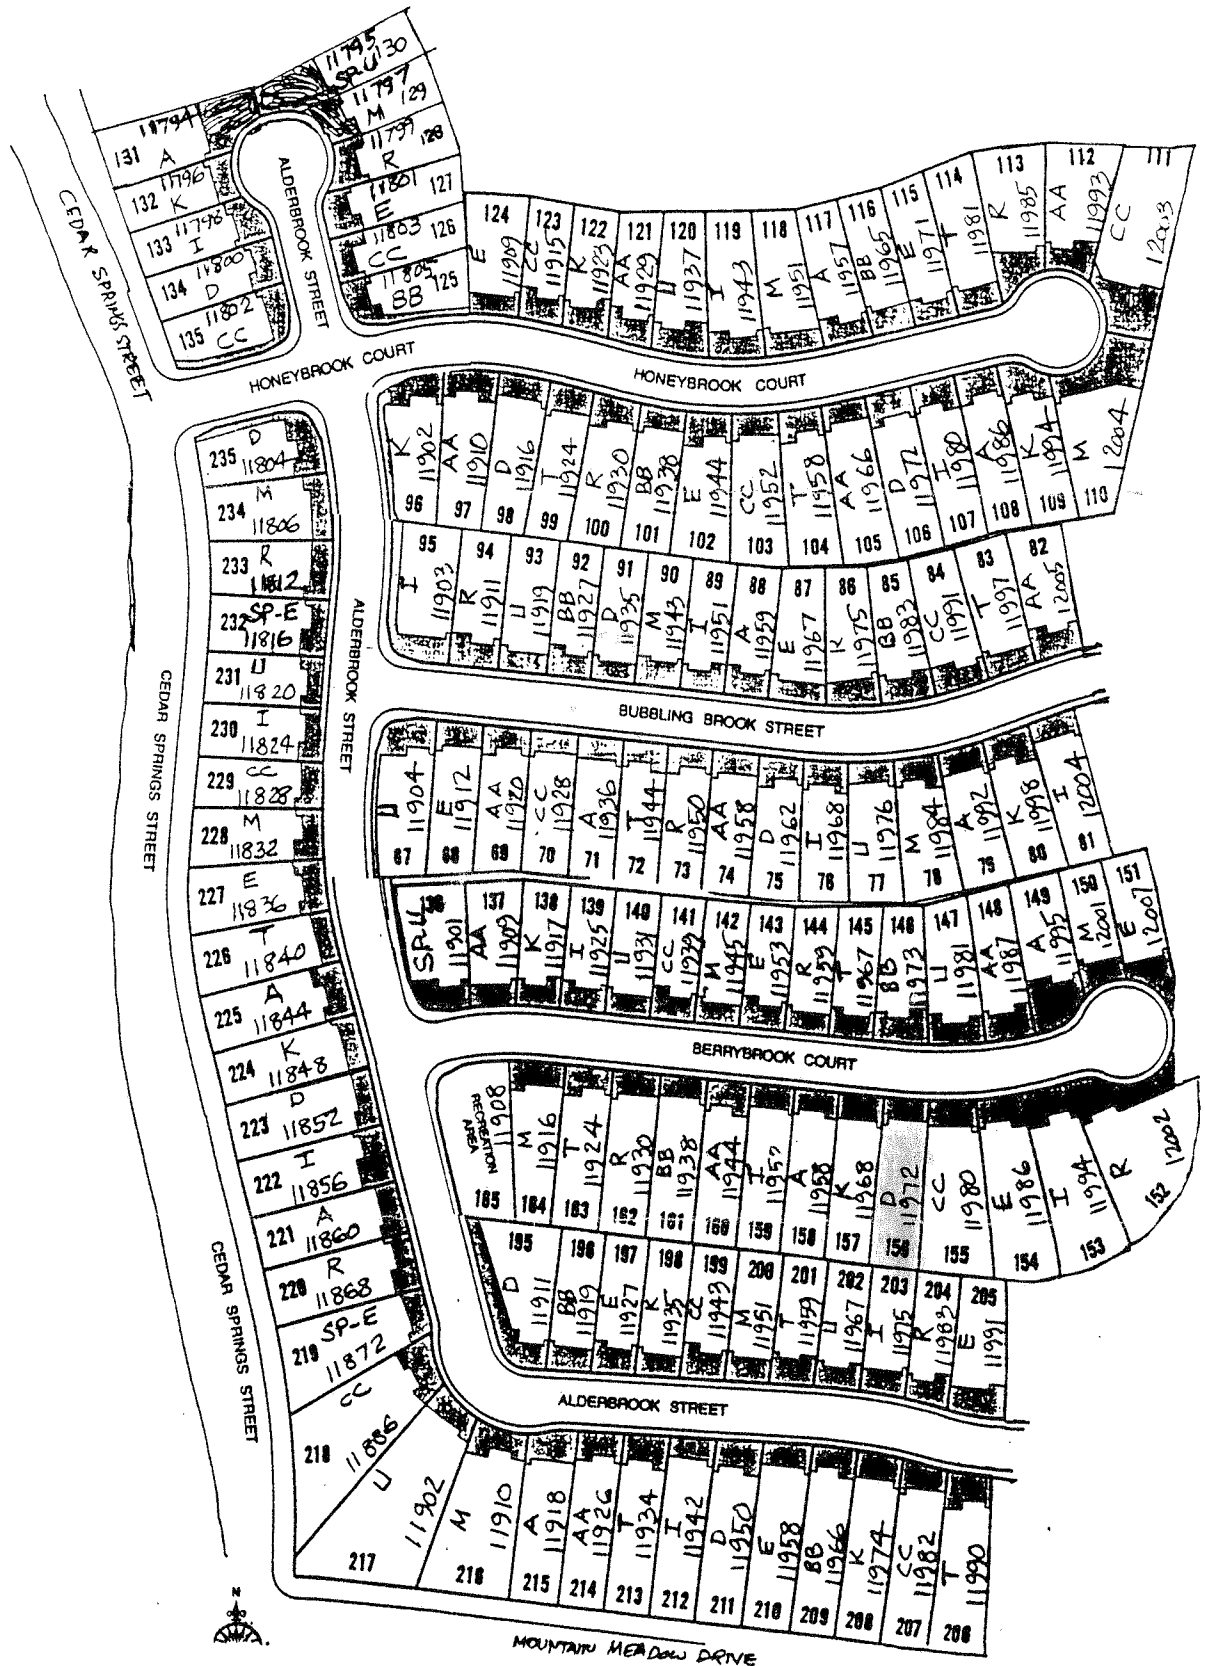 11795
SP-U 130
11797
M 129
11799 128
R
11801 127
E
11803 126
CC
11805 125
BB
11794
131 A
11796
132 K
11798
133 I
11800
134 D
11802
135 CC
ALDERBROOK STREET
CEDAR SPRINGS STREET
124 E 11909
123 CC 11915
122 K 11923
121 AA 11929
120 U 11937
119 I 11943
118 M 11951
117 A 11957
116 BB 11965
115 E 11971
114 T 11981
113 R 11985
112 AA 11993
111 CC 12003
HONEYBROOK COURT
HONEYBROOK COURT
K 11902 96
AA 11910 97
D 11916 98
T 11924 99
R 11930 100
BB 11938 101
E 11944 102
CC 11952 103
T 11958 104
AA 11966 105
D 11972 106
I 11980 107
A 11986 108
K 11994 109
M 12004 110
235 D 11804
234 M 11806
233 R 11812
232 SP-E 11816
231 U 11820
230 I 11824
229 CC 11828
228 M 11832
227 E 11836
226 T 11840
225 A 11844
224 K 11848
223 D 11852
222 I 11856
221 A 11860
220 R 11868
219 SP-E 11872
218 CC 11886
217 U 11902
ALDERBROOK STREET
CEDAR SPRINGS STREET
CEDAR SPRINGS STREET
95 I 11903
94 R 11911
93 U 11919
92 BB 11927
91 D 11935
90 M 11943
89 I 11951
88 A 11959
87 E 11967
86 K 11975
85 BB 11983
84 CC 11991
83 T 11997
82 AA 12005
BUBBLING BROOK STREET
U 11904 67
E 11912 68
AA 11920 69
CC 11928 70
A 11936 71
T 11944 72
R 11950 73
AA 11958 74
D 11962 75
I 11968 76
U 11976 77
M 11984 78
A 11992 79
K 11998 80
I 12004 81
136 SP-U 11901
137 AA 11909
138 K 11917
139 I 11925
140 U 11931
141 CC 11939
142 M 11945
143 E 11953
144 R 11959
145 T 11967
146 BB 11973
147 U 11981
148 AA 11987
149 A 11995
150 M 12001
151 E 12007
BERRYBROOK COURT
RECREATION AREA 11908 165
M 11916 164
T 11924 163
R 11930 162
BB 11938 161
AA 11944 160
I 1195 159
A 11958 158
K 11968 157
D 11972 156
CC 11980 155
E 11986 154
I 11994 153
R 12002 152
195 D 11911
196 BB 11919
197 E 11927
198 K 11935
199 CC 11943
200 M 11951
201 T 11959
202 U 11967
203 I 11975
204 R 11983
205 E 11991
ALDERBROOK STREET
M 11910 216
A 11918 215
AA 11926 214
T 11934 213
I 11942 212
D 11950 211
E 11958 210
BB 11966 209
K 11974 208
CC 11982 207
T 11990 206
N
MOUNTAIN MEADOW DRIVE